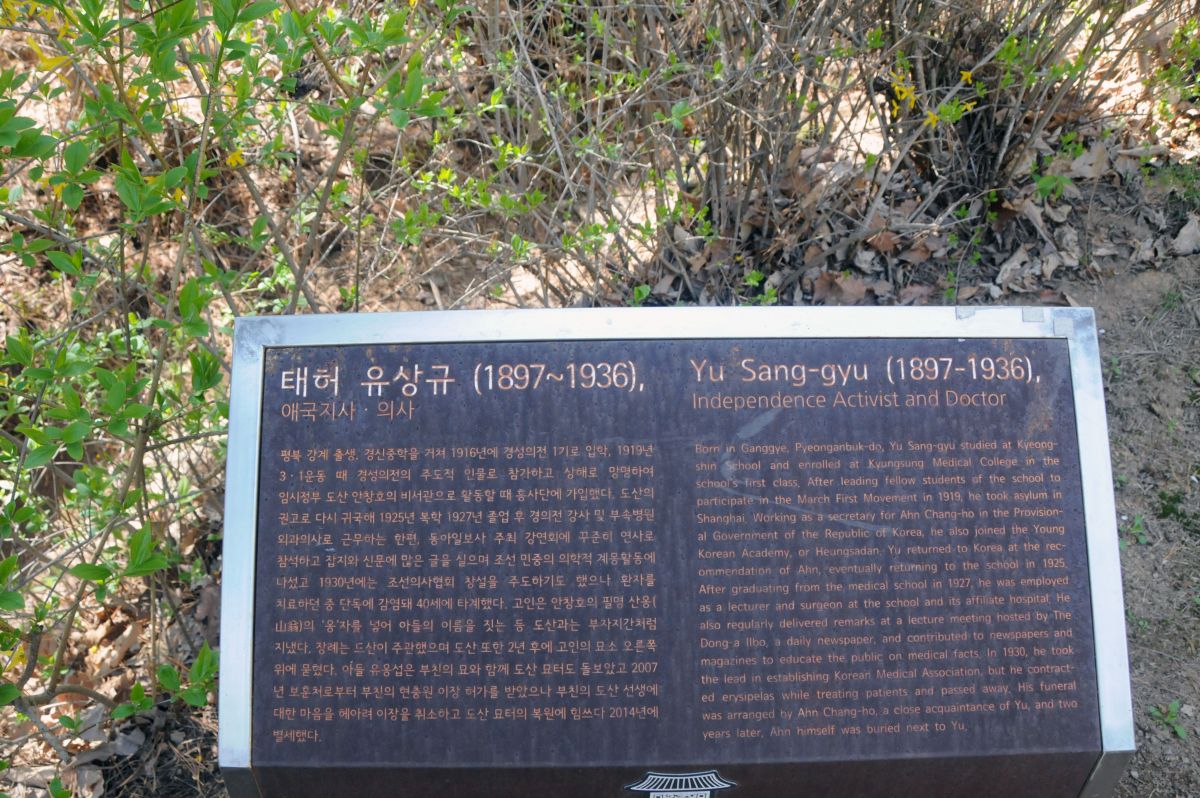 태허 유상규 (1897~1936),
애국지사 · 의사
평북 강계 출생. 경신중학을 거쳐 1916년에 경성의전 1기로 입학, 1919년
3 · 1운동 때 경성의전의 주도적 인물로 참가하고 상해로 망명하여
임시정부 도산 안창호의 비서관으로 활동할 때 흥사단에 가입했다. 도산의
권고로 다시 귀국해 1925년 복학 1927년 졸업 후 경의전 강사 및 부속병원
외과의사로 근무하는 한편, 동아일보사 주최 강연회에 꾸준히 연사로
참석하고 잡지와 신문에 많은 글을 실으며 조선 민중의 의학적 계몽활동에
나섰고 1930년에는 조선의사협회 창설을 주도하기도 했으나 환자를
치료하던 중 단독에 감염돼 40세에 타계했다. 고인은 안창호의 필명 산옹(
山翁)의 '옹'자를 넣어 아들의 이름을 짓는 등 도산과는 부자지간처럼
지냈다. 장례는 도산이 주관했으며 도산 또한 2년 후에 고인의 묘소 오른쪽
위에 묻혔다. 아들 유옹섭은 부친의 묘와 함께 도산 묘터도 돌보았고 2007
년 보훈처로부터 부친의 현충원 이장 허가를 받았으나 부친의 도산 선생에
대한 마음을 헤아려 이장을 취소하고 도산 묘터의 복원에 힘쓰다 2014년에
별세했다.
Yu Sang-gyu (1897-1936),
Independence Activist and Doctor
Born in Ganggye, Pyeonganbuk-do, Yu Sang-gyu studied at Kyeong-
shin School and enrolled at Kyungsung Medical College in the
school's first class. After leading fellow students of the school to
participate in the March First Movement in 1919, he took asylum in
Shanghai. Working as a secretary for Ahn Chang-ho in the Provision-
al Government of the Republic of Korea, he also joined the Young
Korean Academy, or Heungsadan. Yu returned to Korea at the rec-
ommendation of Ahn, eventually returning to the school in 1925.
After graduating from the medical school in 1927, he was employed
as a lecturer and surgeon at the school and its affiliate hospital. He
also regularly delivered remarks at a lecture meeting hosted by The
Dong-a Ilbo, a daily newspaper, and contributed to newspapers and
magazines to educate the public on medical facts. In 1930, he took
the lead in establishing Korean Medical Association, but he contract-
ed erysipelas while treating patients and passed away. His funeral
was arranged by Ahn Chang-ho, a close acquaintance of Yu, and two
years later, Ahn himself was buried next to Yu.